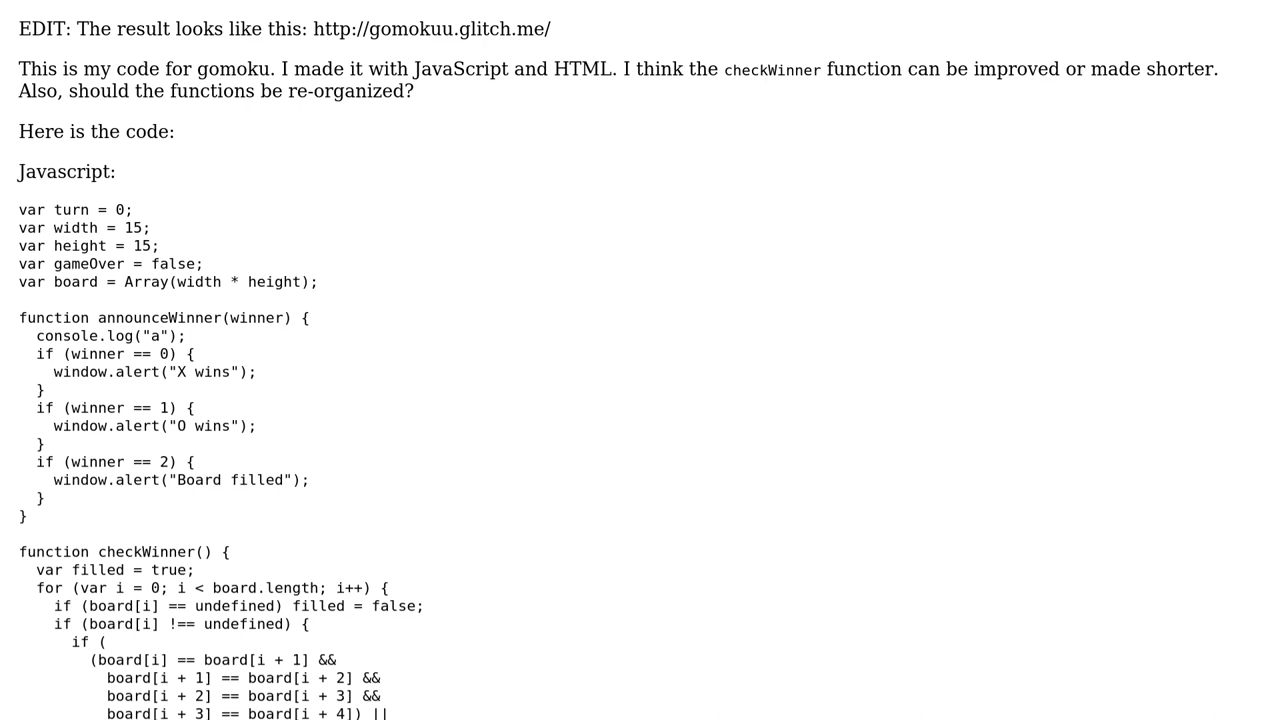 EDIT: The result looks like this: http://gomokuu.glitch.me/
This is my code for gomoku. I made it with JavaScript and HTML. I think the checkWinner function can be improved or made shorter.
Also, should the functions be re-organized?
Here is the code:
Javascript:
var turn = 0;
var width = 15;
var height = 15;
var gameOver = false;
var board = Array(width * height);
function announceWinner(winner) {
  console.log("a");
  if (winner == 0) {
    window.alert("X wins");
  }
  if (winner == 1) {
    window.alert("O wins");
  }
  if (winner == 2) {
    window.alert("Board filled");
  }
}
function checkWinner() {
  var filled = true;
  for (var i = 0; i < board.length; i++) {
    if (board[i] == undefined) filled = false;
    if (board[i] !== undefined) {
      if (
        (board[i] == board[i + 1] &&
          board[i + 1] == board[i + 2] &&
          board[i + 2] == board[i + 3] &&
          board[i + 3] == board[i + 4]) ||